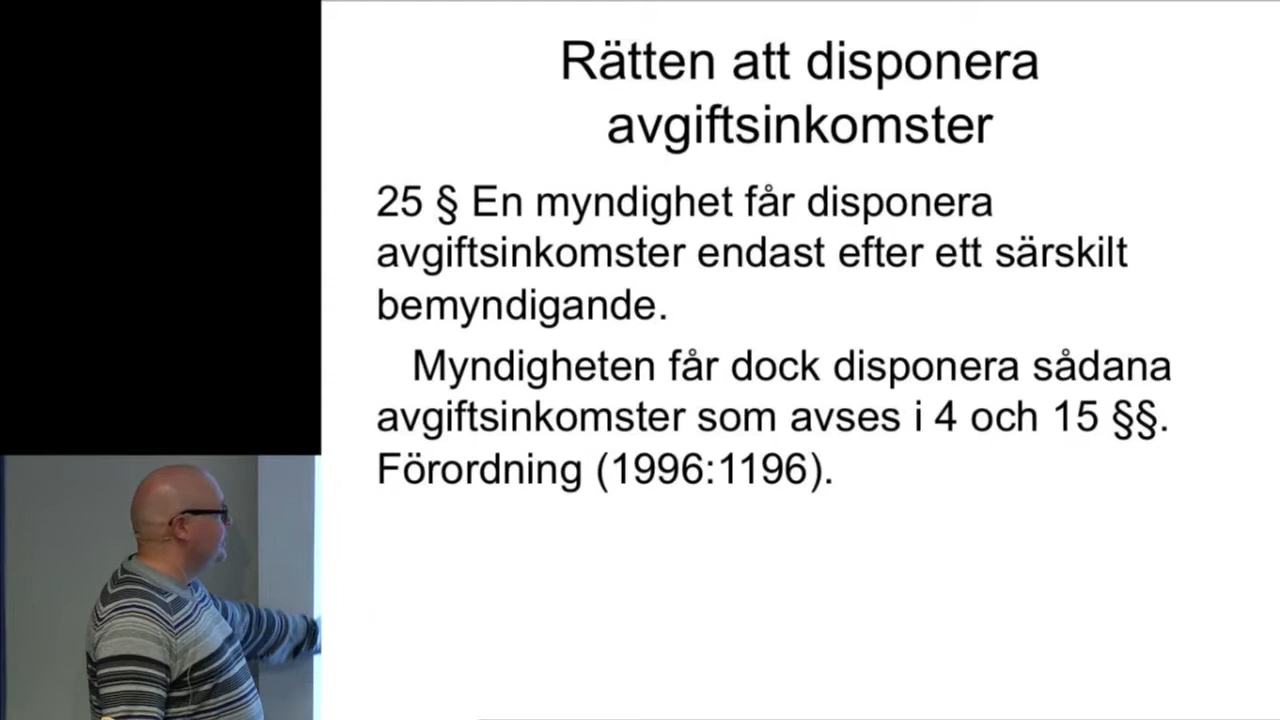 Rätten att disponera
avgiftsinkomster
25 § En myndighet får disponera
avgiftsinkomster endast efter ett särskilt
bemyndigande.
Myndigheten får dock disponera sådana
avgiftsinkomster som avses i 4 och 15 §§.
Förordning (1996:1196).